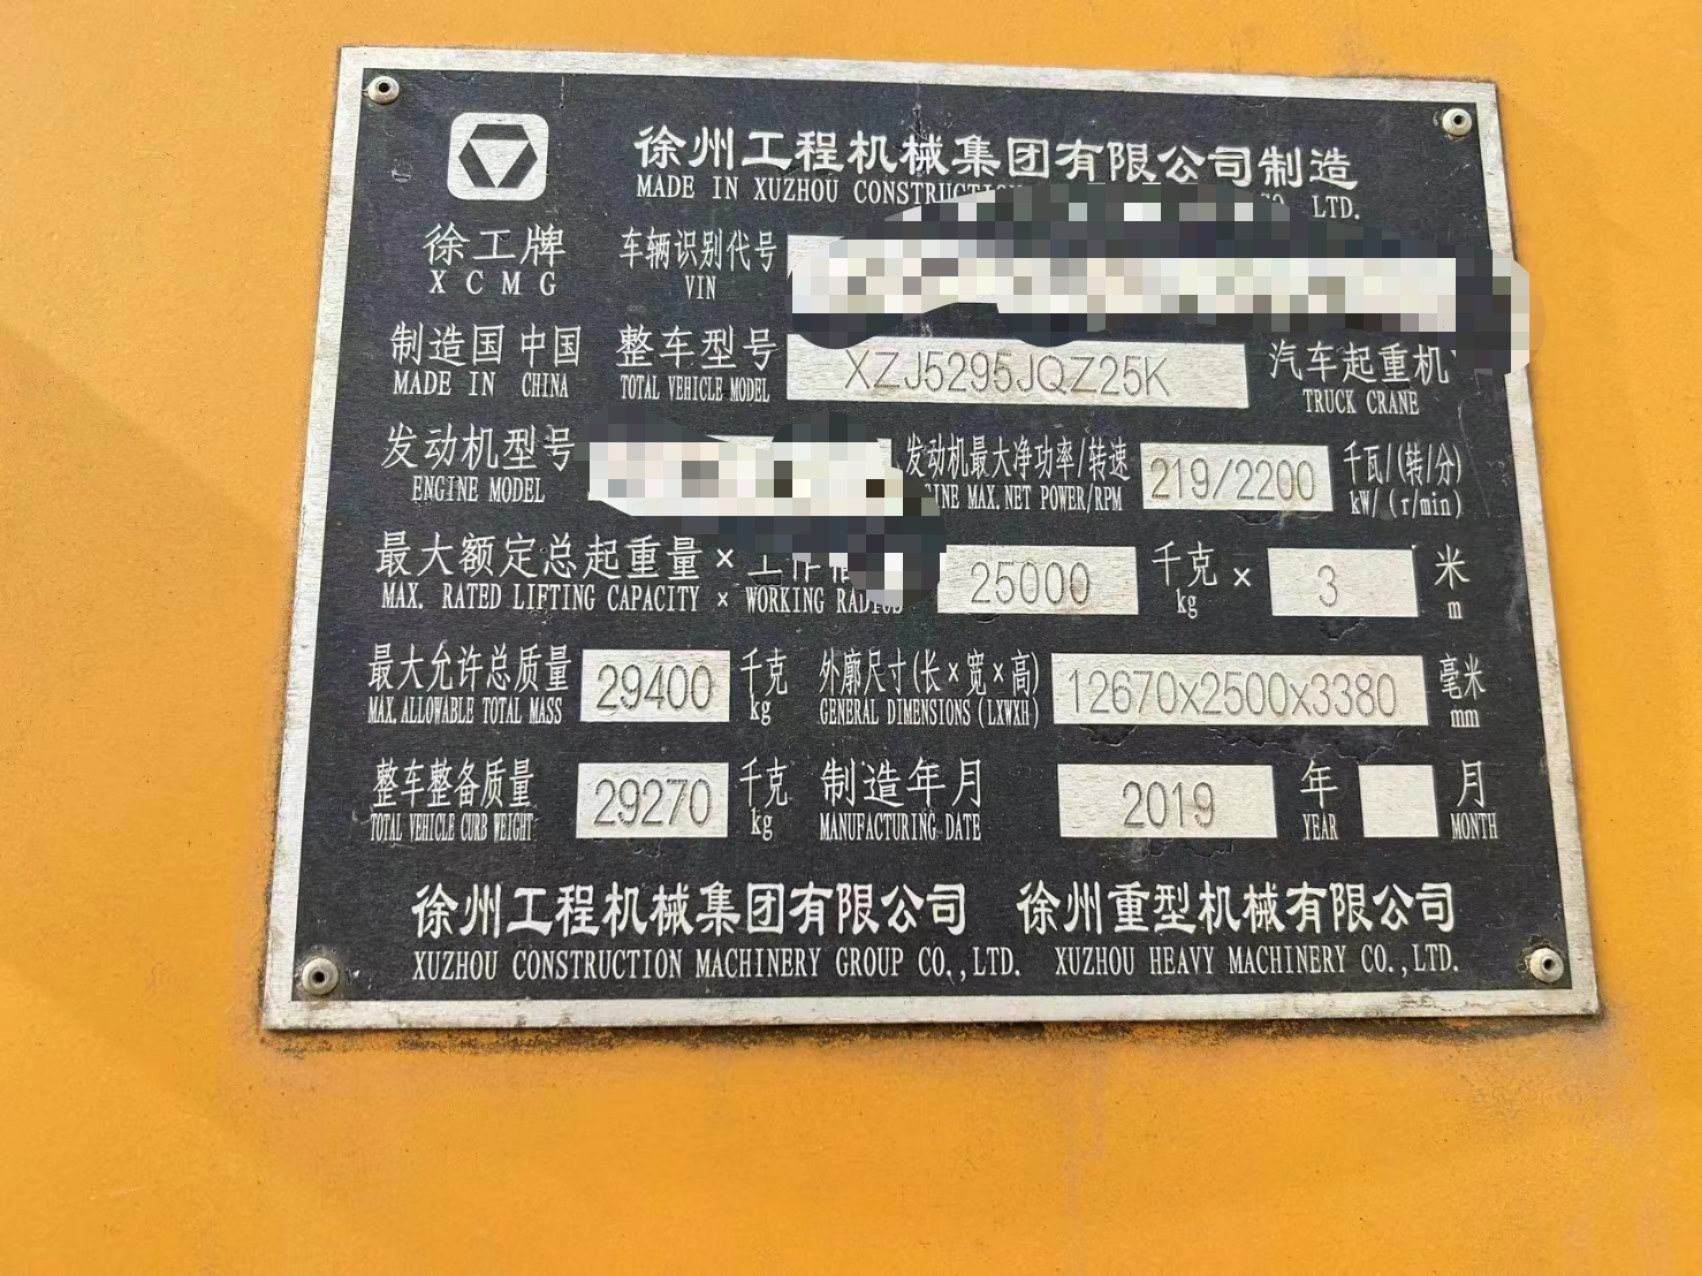 徐州工程机械集团有限公司制造
MADE IN XUZHOU LTD.
徐工牌 车辆识别代号
XCMG VIN
制造国 中国 整车型号 XZJ5295JQZ25K 汽车起重机
MADE IN CHINA TOTAL VEHICLE MODEL TRUCK CRANE
发动机型号 发动机最大净功率/转速 219/2200 千瓦/(转/分)
ENGINE MODEL MAX.NET POWER/RPM kW/(r/min)
最大额定总起重量× 25000 千克× 3 米
MAX. RATED LIFTING CAPACITY × WORKING kg m
最大允许总质量 29400 千克 外廓尺寸(长×宽×高) 12670x2500x3380 毫米
MAX.ALLOWABLE TOTAL MASS kg GENERAL DIMENSIONS(LXWXH) mm
整车整备质量 29270 千克 制造年月 2019 年 月
TOTAL VEHICLE CURB WEIGHT kg MANUFACTURING DATE YEAR MONTH
徐州工程机械集团有限公司 徐州重型机械有限公司
XUZHOU CONSTRUCTION MACHINERY GROUP CO.,LTD. XUZHOU HEAVY MACHINERY CO.,LTD.